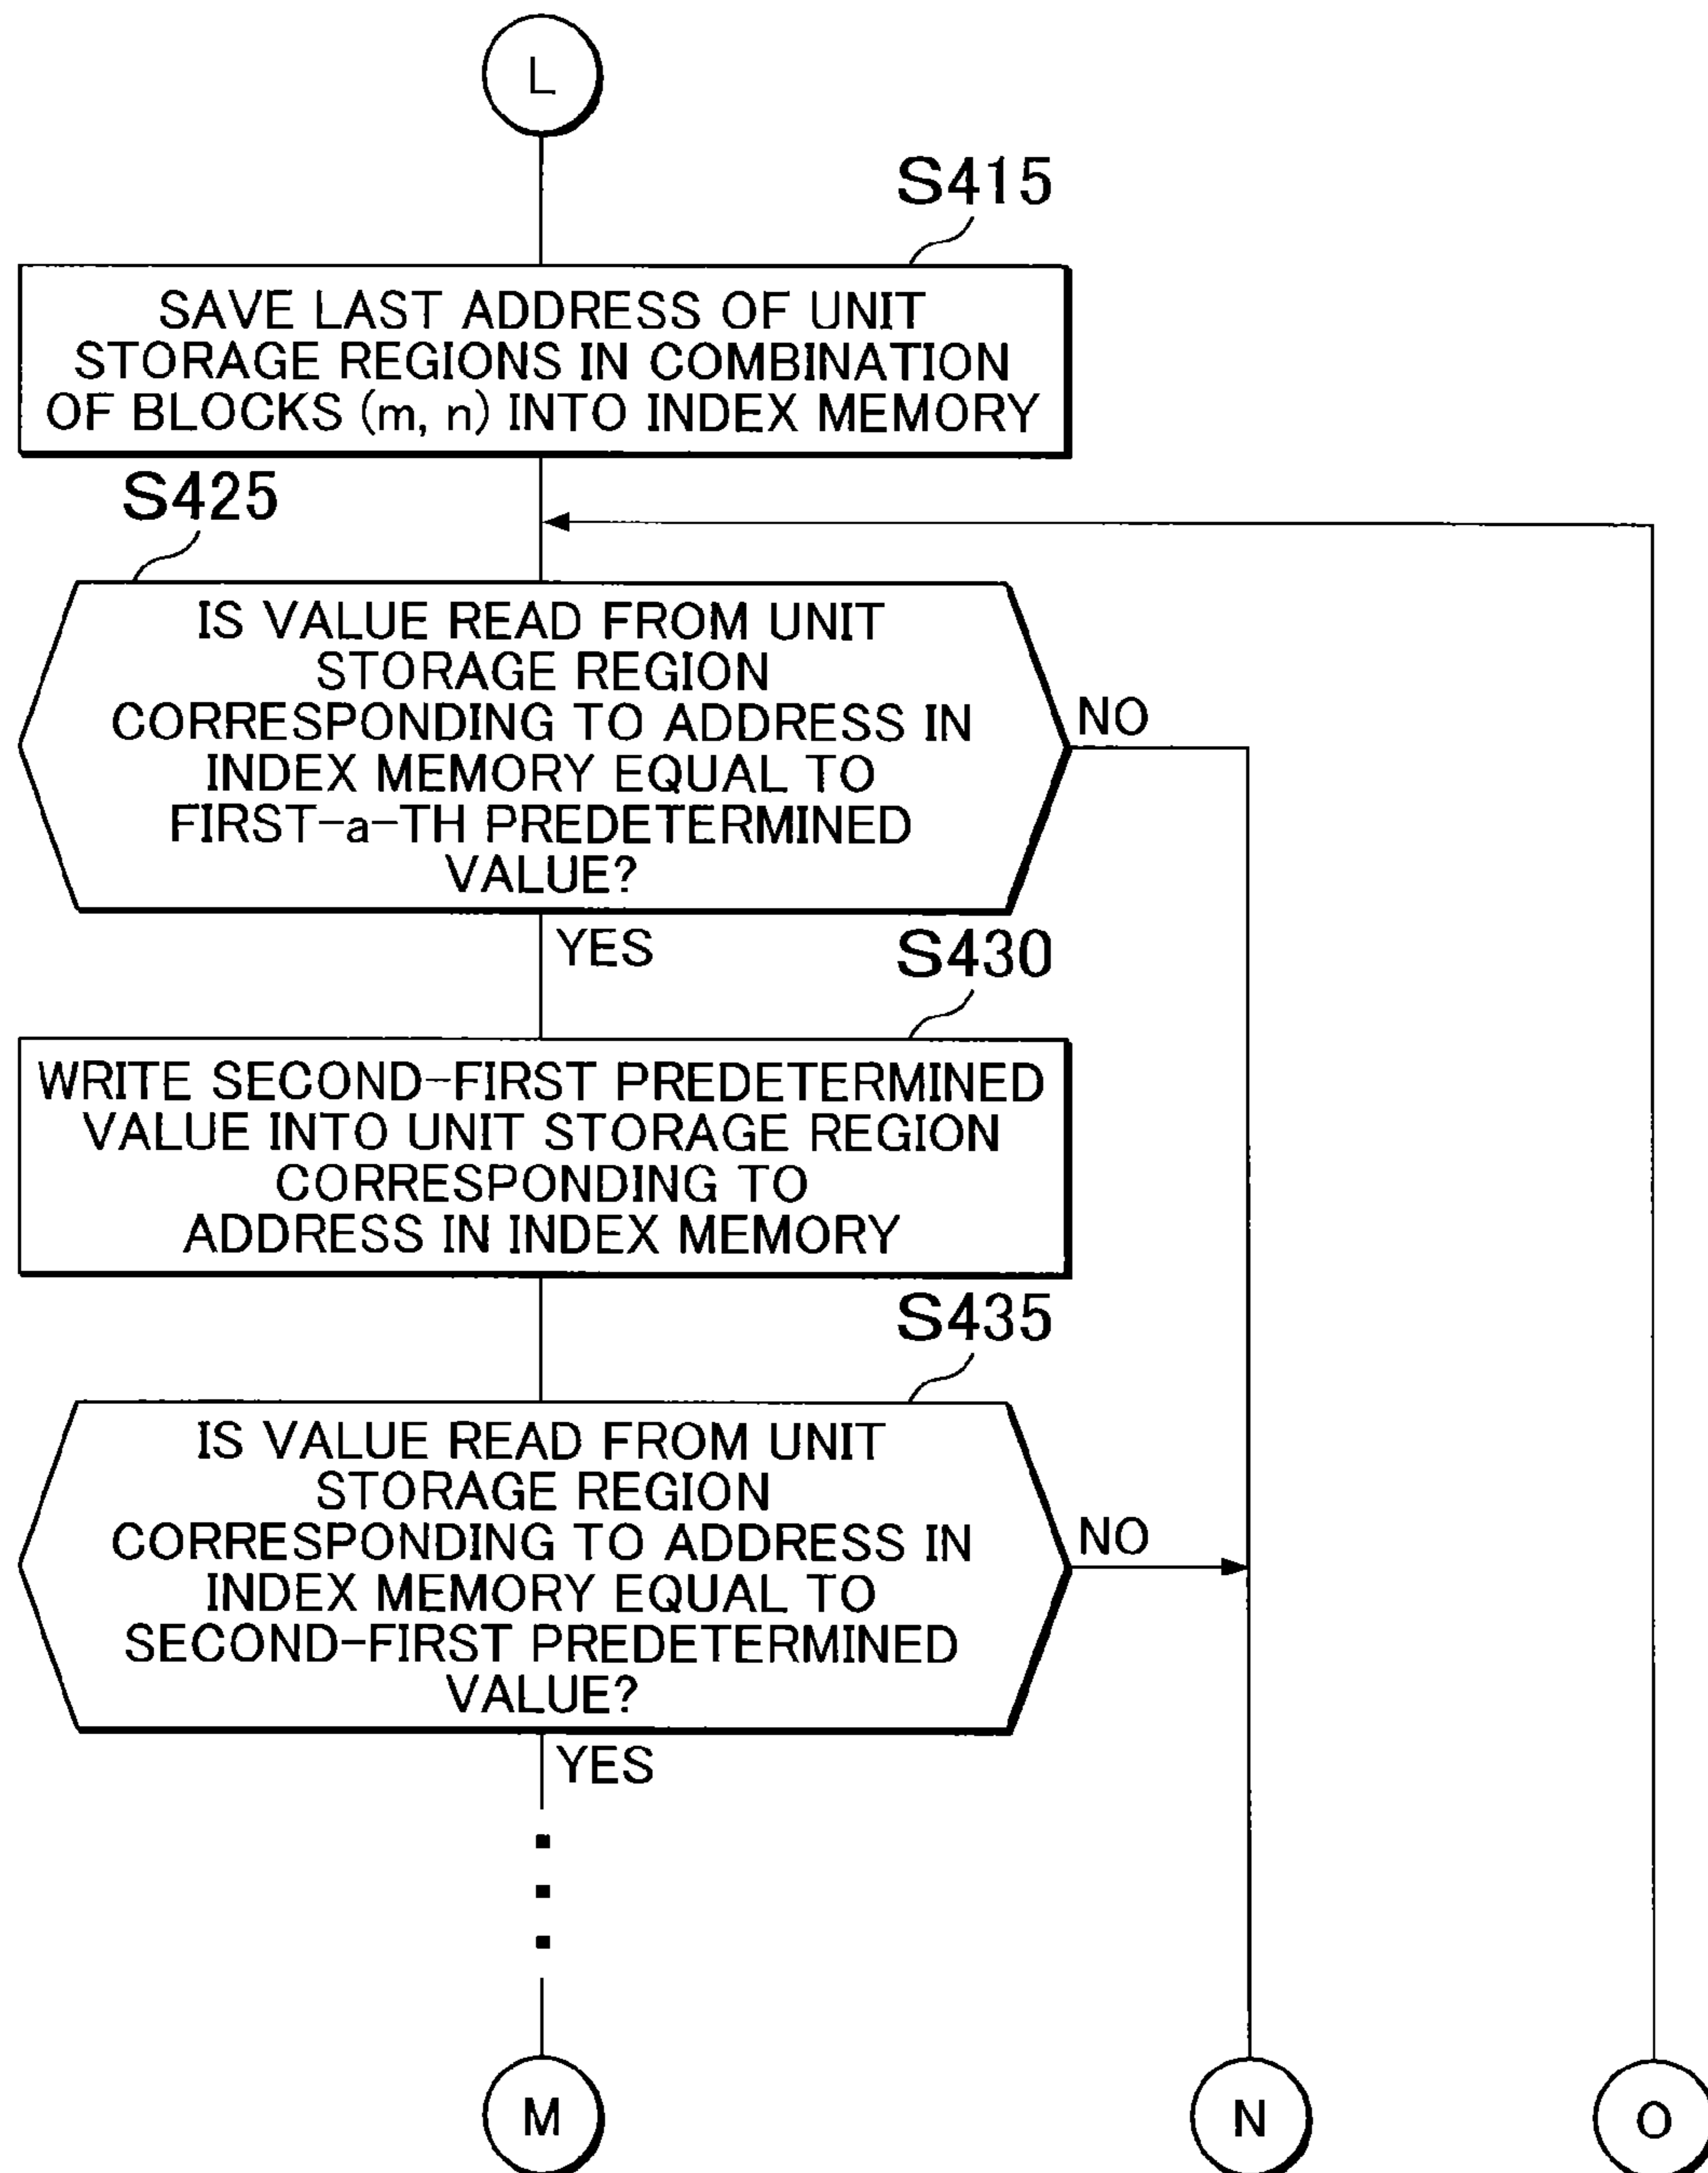 L
S415
SAVE LAST ADDRESS OF UNIT
STORAGE REGIONS IN COMBINATION
OF BLOCKS (m, n) INTO INDEX MEMORY
S425
IS VALUE READ FROM UNIT
STORAGE REGION
CORRESPONDING TO ADDRESS IN
INDEX MEMORY EQUAL TO
FIRST-a-TH PREDETERMINED
VALUE?
NO
YES
S430
WRITE SECOND-FIRST PREDETERMINED
VALUE INTO UNIT STORAGE REGION
CORRESPONDING TO
ADDRESS IN INDEX MEMORY
S435
IS VALUE READ FROM UNIT
STORAGE REGION
CORRESPONDING TO ADDRESS IN
INDEX MEMORY EQUAL TO
SECOND-FIRST PREDETERMINED
VALUE?
NO
YES
M
N
O